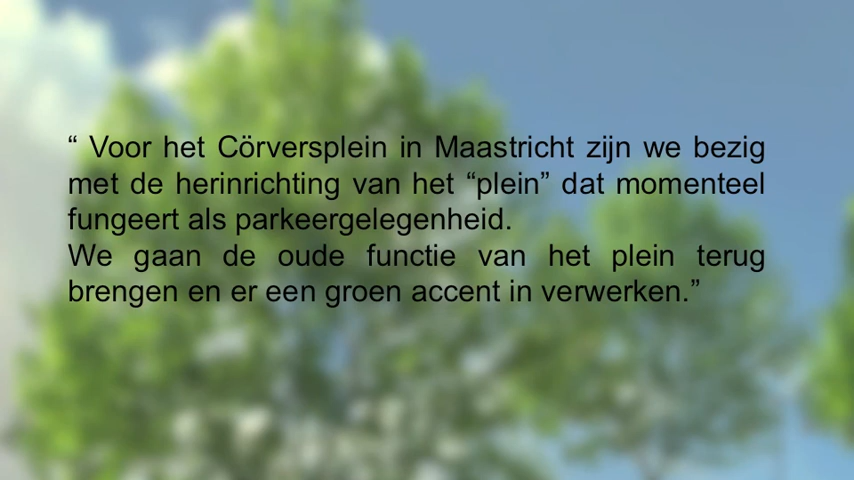 “ Voor het Cörversplein in Maastricht zijn we bezig
met de herinrichting van het “plein” dat momenteel
fungeert als parkeergelegenheid.
We gaan de oude functie van het plein terug
brengen en er een groen accent in verwerken.”